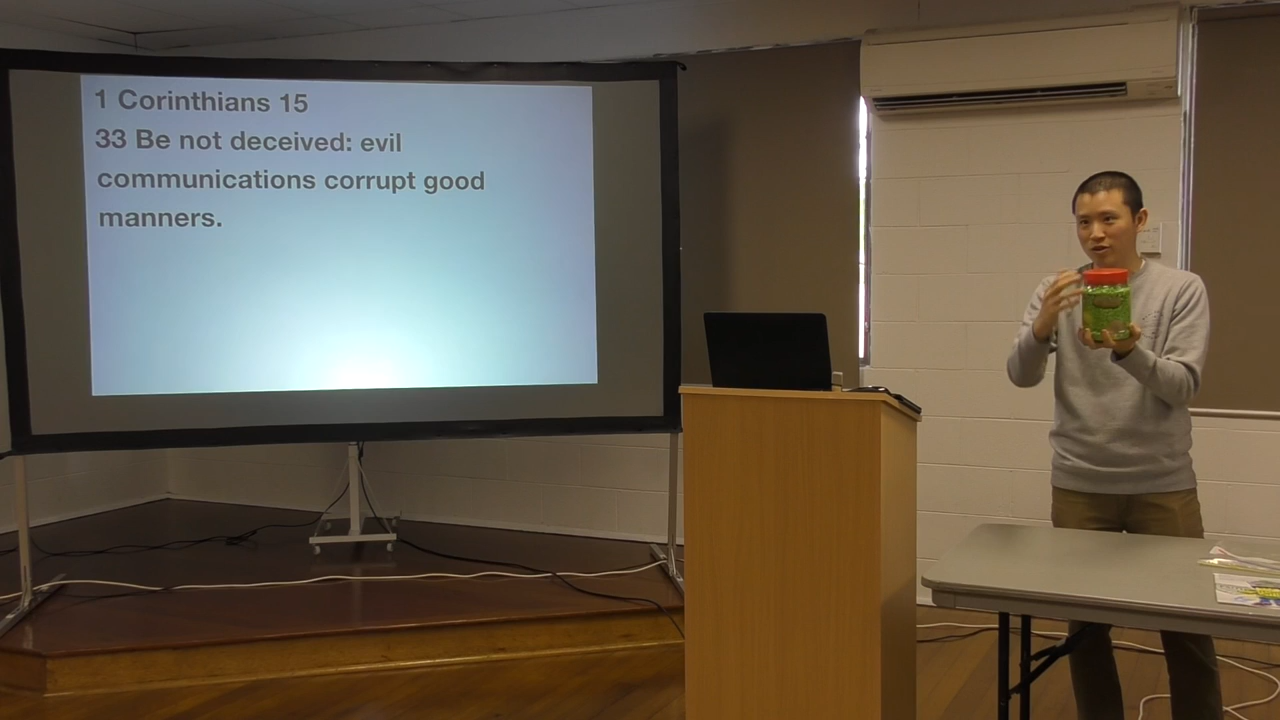 1 Corinthians 15
33 Be not deceived: evil
communications corrupt good
manners.